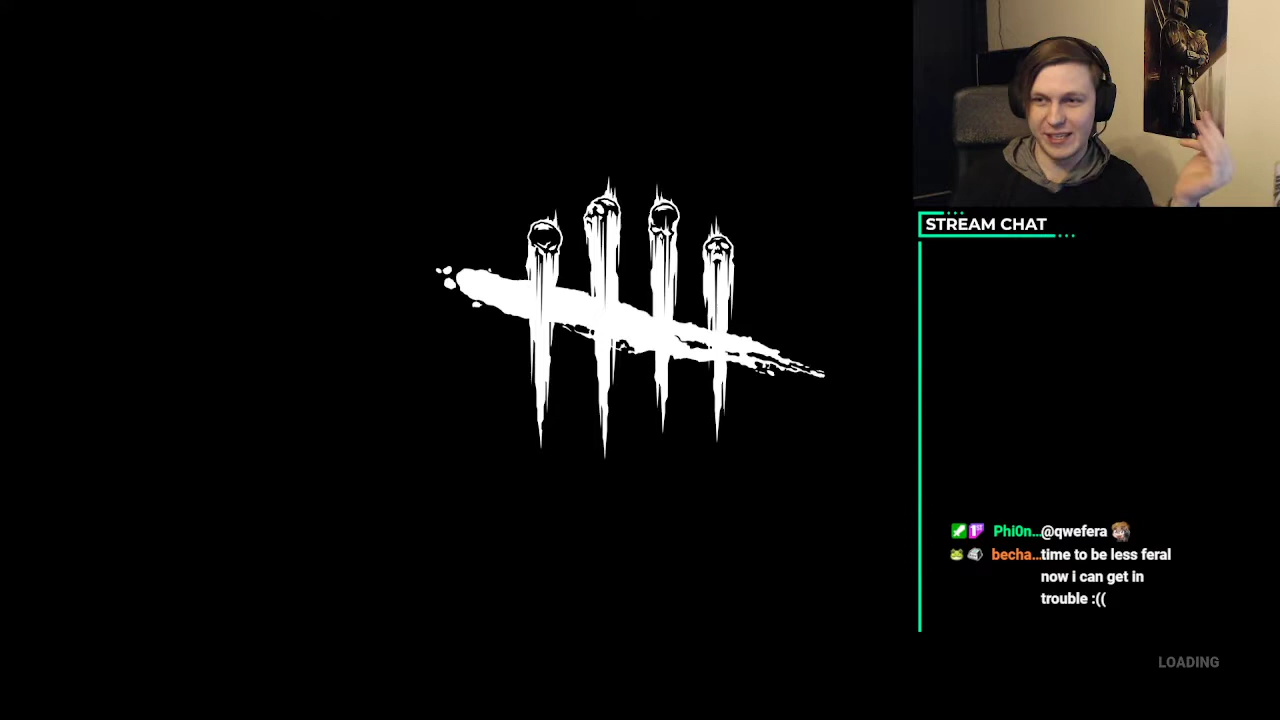 STREAM CHAT
Phi0n... @qwefera
becha... time to be less feral
now i can get in
trouble :((
LOADING